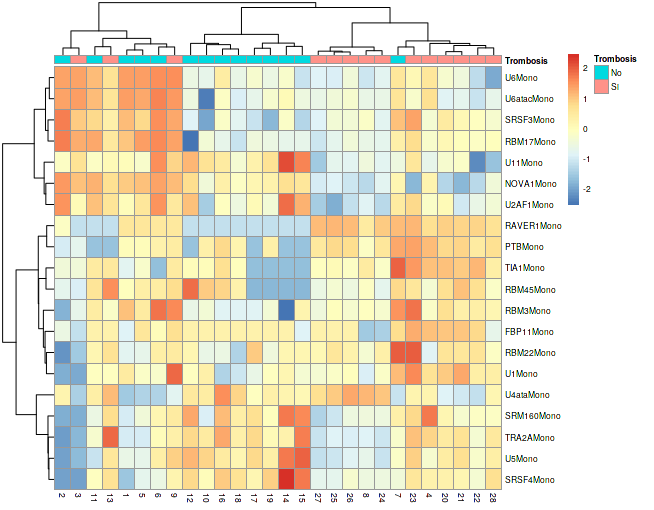 Trombosis
U6Mono
U6atacMono
SRSF3Mono
RBM17Mono
U11Mono
NOVA1Mono
U2AF1Mono
RAVER1Mono
PTBMono
TIA1Mono
RBM45Mono
RBM3Mono
FBP11Mono
RBM22Mono
U1Mono
U4ataMono
SRM160Mono
TRA2AMono
U5Mono
SRSF4Mono
2 3 11 13 1 5 6 9 12 10 16 18 17 19 14 15 27 25 26 8 24 7 23 4 20 21 22 28
2
1
0
-1
-2
Trombosis
No
SI